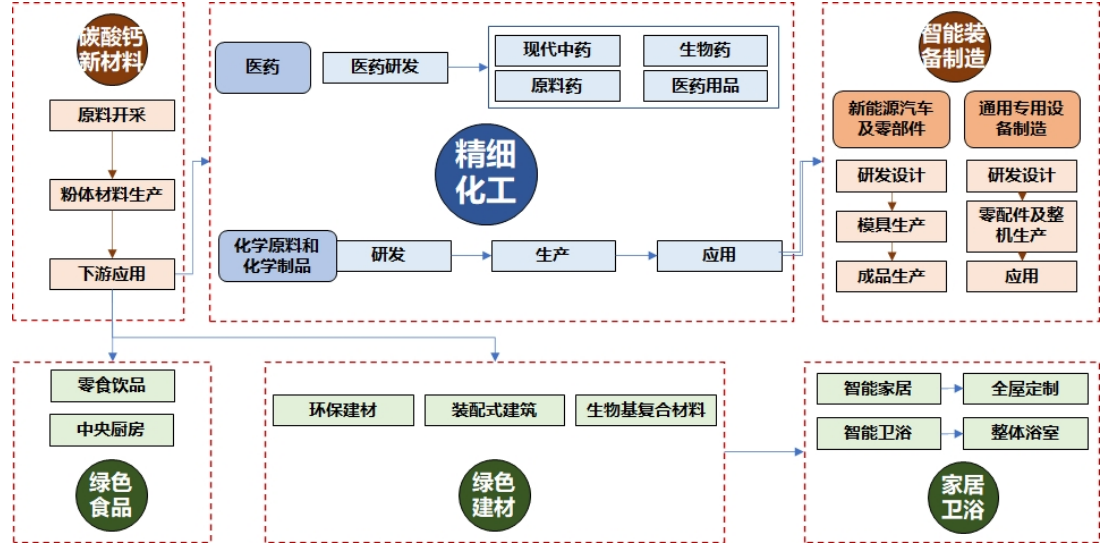 碳酸钙
新材料
原料开采
粉体材料生产
下游应用
医药
医药研发
现代中药
生物药
原料药
医药用品
精细
化工
化学原料和
化学制品
研发
生产
应用
智能装
备制造
新能源汽车
及零部件
通用专用设
备制造
研发设计
研发设计
模具生产
零配件及整
机生产
成品生产
应用
零食饮品
中央厨房
绿色
食品
环保建材
装配式建筑
生物基复合材料
绿色
建材
智能家居
全屋定制
智能卫浴
整体浴室
家居
卫浴